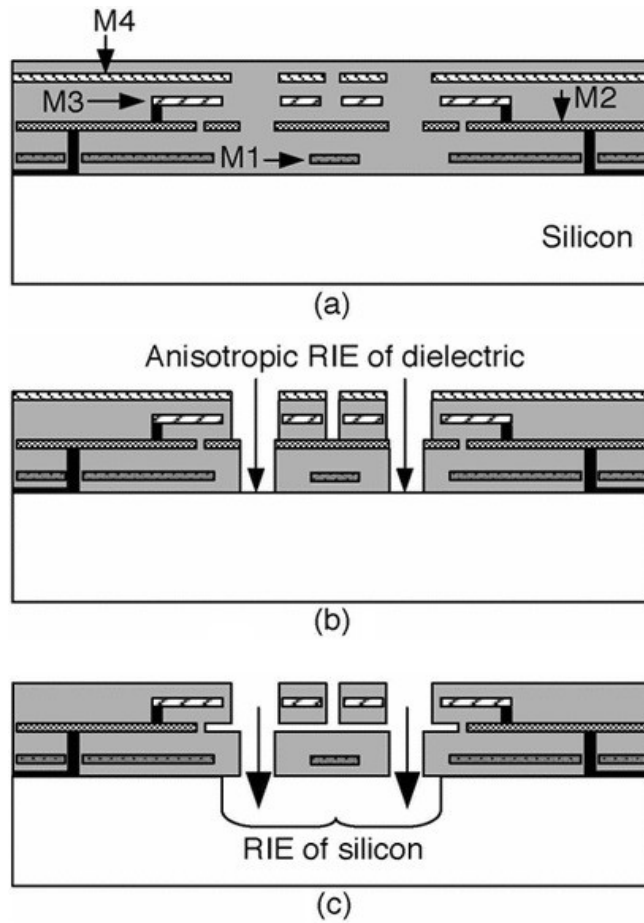 M4
M3
M2
M1
Silicon
(a)
Anisotropic RIE of dielectric
(b)
RIE of silicon
(c)